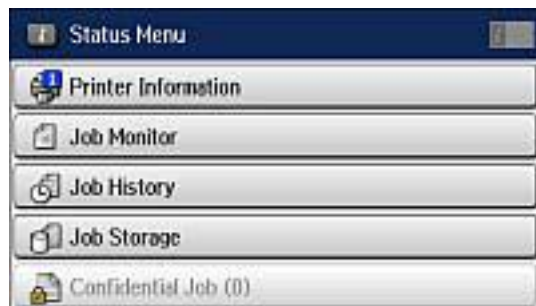 Status Menu
Printer Information
Job Monitor
Job History
Job Storage
Confidential Job (0)